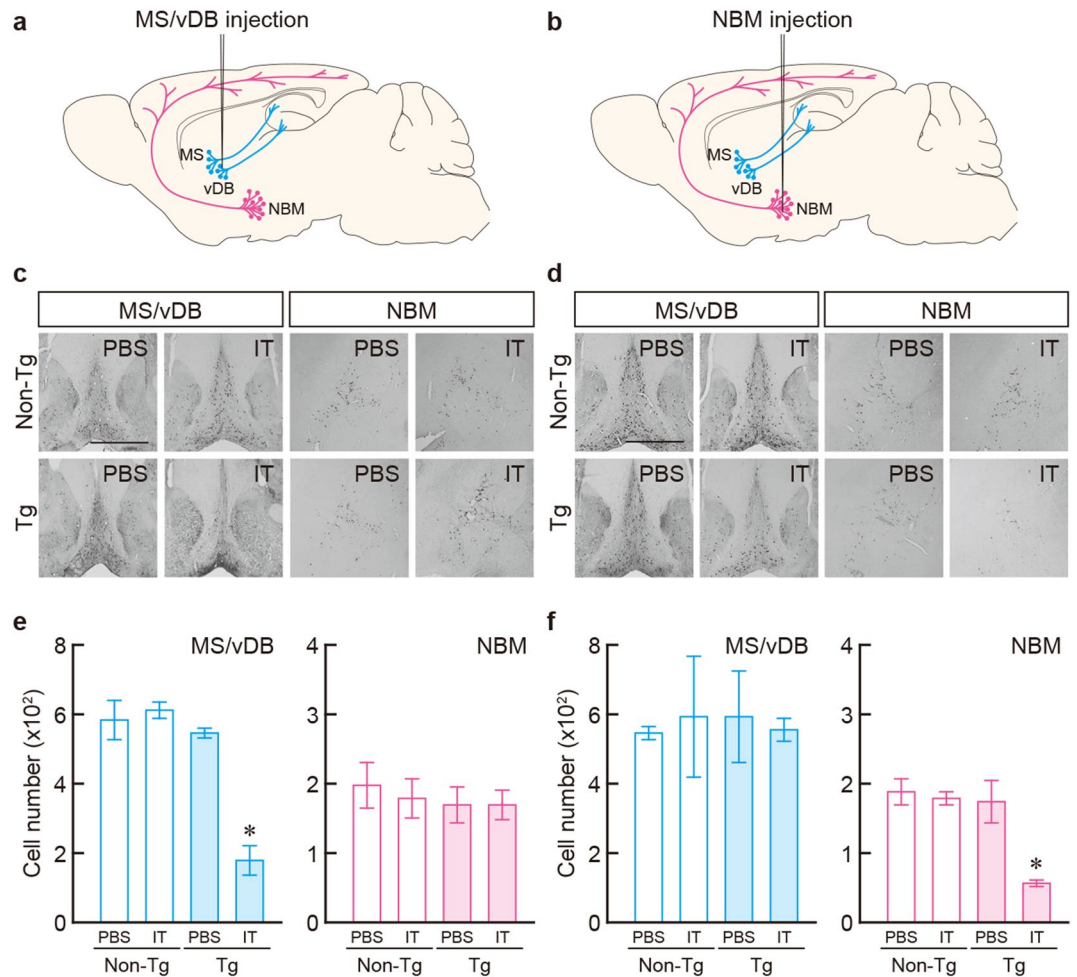 a
MS/vDB injection
MS
vDB
NBM
b
NBM injection
MS
vDB
NBM
c
MS/vDB NBM
Non-Tg PBS IT PBS IT
Tg PBS IT PBS IT
d
MS/vDB NBM
PBS IT PBS IT
Non-Tg
PBS IT PBS IT
Tg
e
MS/vDB
Cell number (x10²)
8
6
4
2
0
PBS IT PBS IT
Non-Tg Tg
*
NBM
4
3
2
1
0
PBS IT PBS IT
Non-Tg Tg
f
MS/vDB
Cell number (x10²)
8
6
4
2
0
PBS IT PBS IT
Non-Tg Tg
NBM
4
3
2
1
0
*
PBS IT PBS IT
Non-Tg Tg